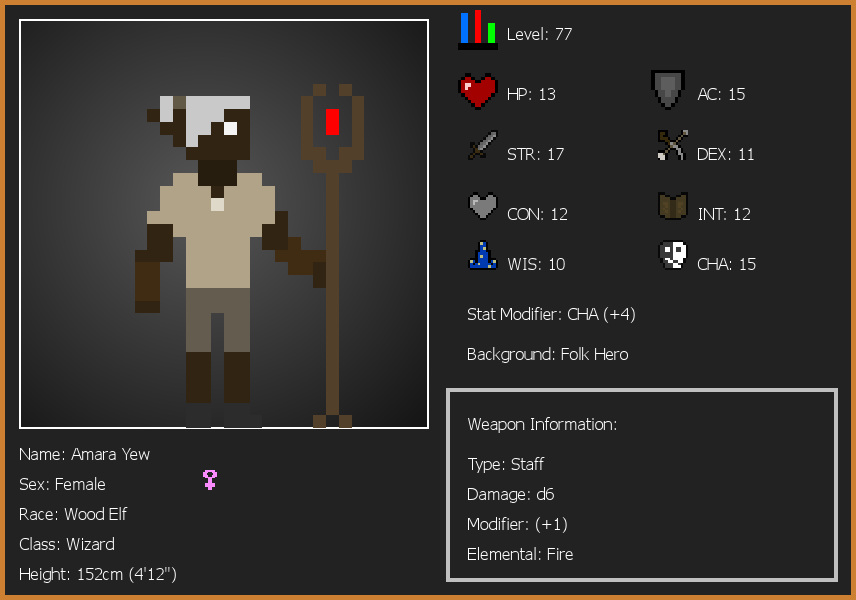 Level: 77
HP: 13
AC: 15
STR: 17
DEX: 11
CON: 12
INT: 12
WIS: 10
CHA: 15
Stat Modifier: CHA (+4)
Background: Folk Hero
Weapon Information:
Type: Staff
Damage: d6
Modifier: (+1)
Elemental: Fire
Name: Amara Yew
Sex: Female
Race: Wood Elf
Class: Wizard
Height: 152cm (4'12")